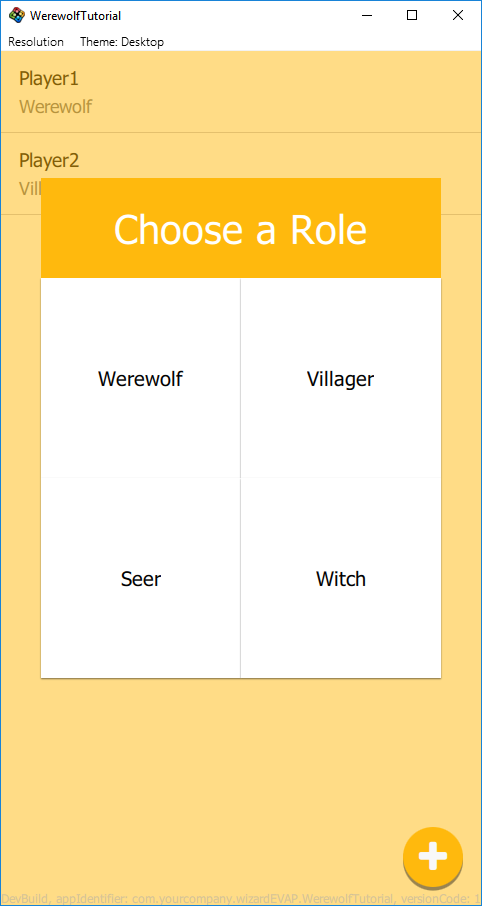 WerewolfTutorial
Resolution Theme: Desktop
Player1
Werewolf
Player2
Choose a Role
Werewolf Villager
Seer Witch
DevBuild, appIdentifier: com.yourcompany.wizardEVAP.WerewolfTutorial, versionCode: 1